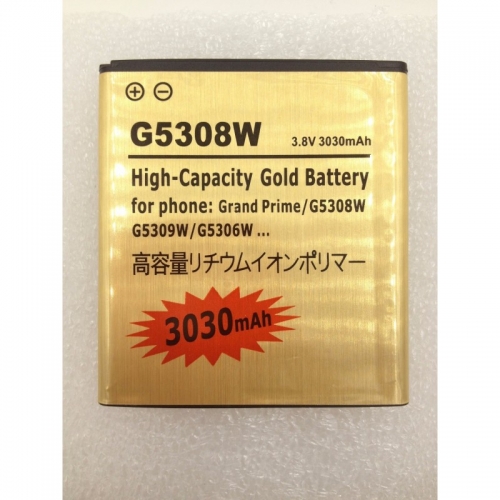 G5308W 3.8V 3030mAh
High-Capacity Gold Battery
for phone: Grand Prime/G5308W
G5309W/G5306W ...
高容量リチウムイオンポリマー
3030mAh